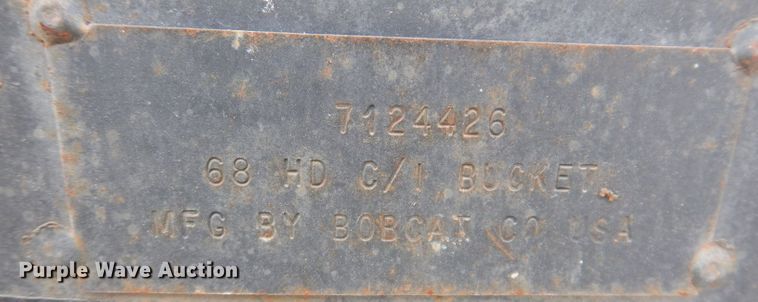 7124426
68 HD C/I BUCKET
MFG BY BOBCAT CO USA
Purple Wave Auction